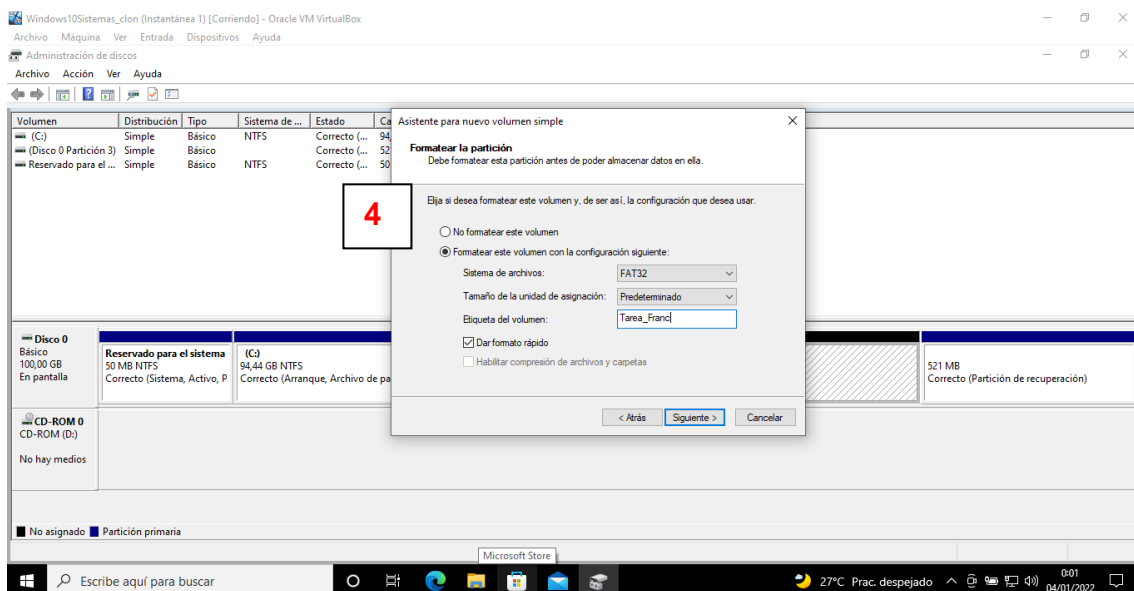 Windows10Sistemas_clon (Instantánea 1) [Corriendo] - Oracle VM VirtualBox
Archivo Máquina Ver Entrada Dispositivos Ayuda
Administración de discos
Archivo Acción Ver Ayuda
Volumen Distribución Tipo Sistema de ... Estado Ca
(C:) Simple Básico NTFS Correcto (... 94,
(Disco 0 Partición 3) Simple Básico Correcto (... 52
Reservado para el ... Simple Básico NTFS Correcto (... 50
4
Asistente para nuevo volumen simple
Formatear la partición
Debe formatear esta partición antes de poder almacenar datos en ella.
Elija si desea formatear este volumen y, de ser así, la configuración que desea usar.
No formatear este volumen
Formatear este volumen con la configuración siguiente:
Sistema de archivos: FAT32
Tamaño de la unidad de asignación: Predeterminado
Etiqueta del volumen: Tarea_Franc
Dar formato rápido
Habilitar compresión de archivos y carpetas
< Atrás Siguiente > Cancelar
Disco 0
Básico
100,00 GB
En pantalla
Reservado para el sistema
50 MB NTFS
Correcto (Sistema, Activo, P
(C:)
94,44 GB NTFS
Correcto (Arranque, Archivo de pa
521 MB
Correcto (Partición de recuperación)
CD-ROM 0
CD-ROM (D:)
No hay medios
No asignado Partición primaria
Microsoft Store
Escribe aquí para buscar
27°C Prac. despejado
0:01
04/01/2022